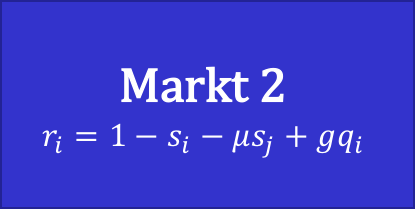 Markt 2
rᵢ = 1 − sᵢ − μsⱼ + gqᵢ